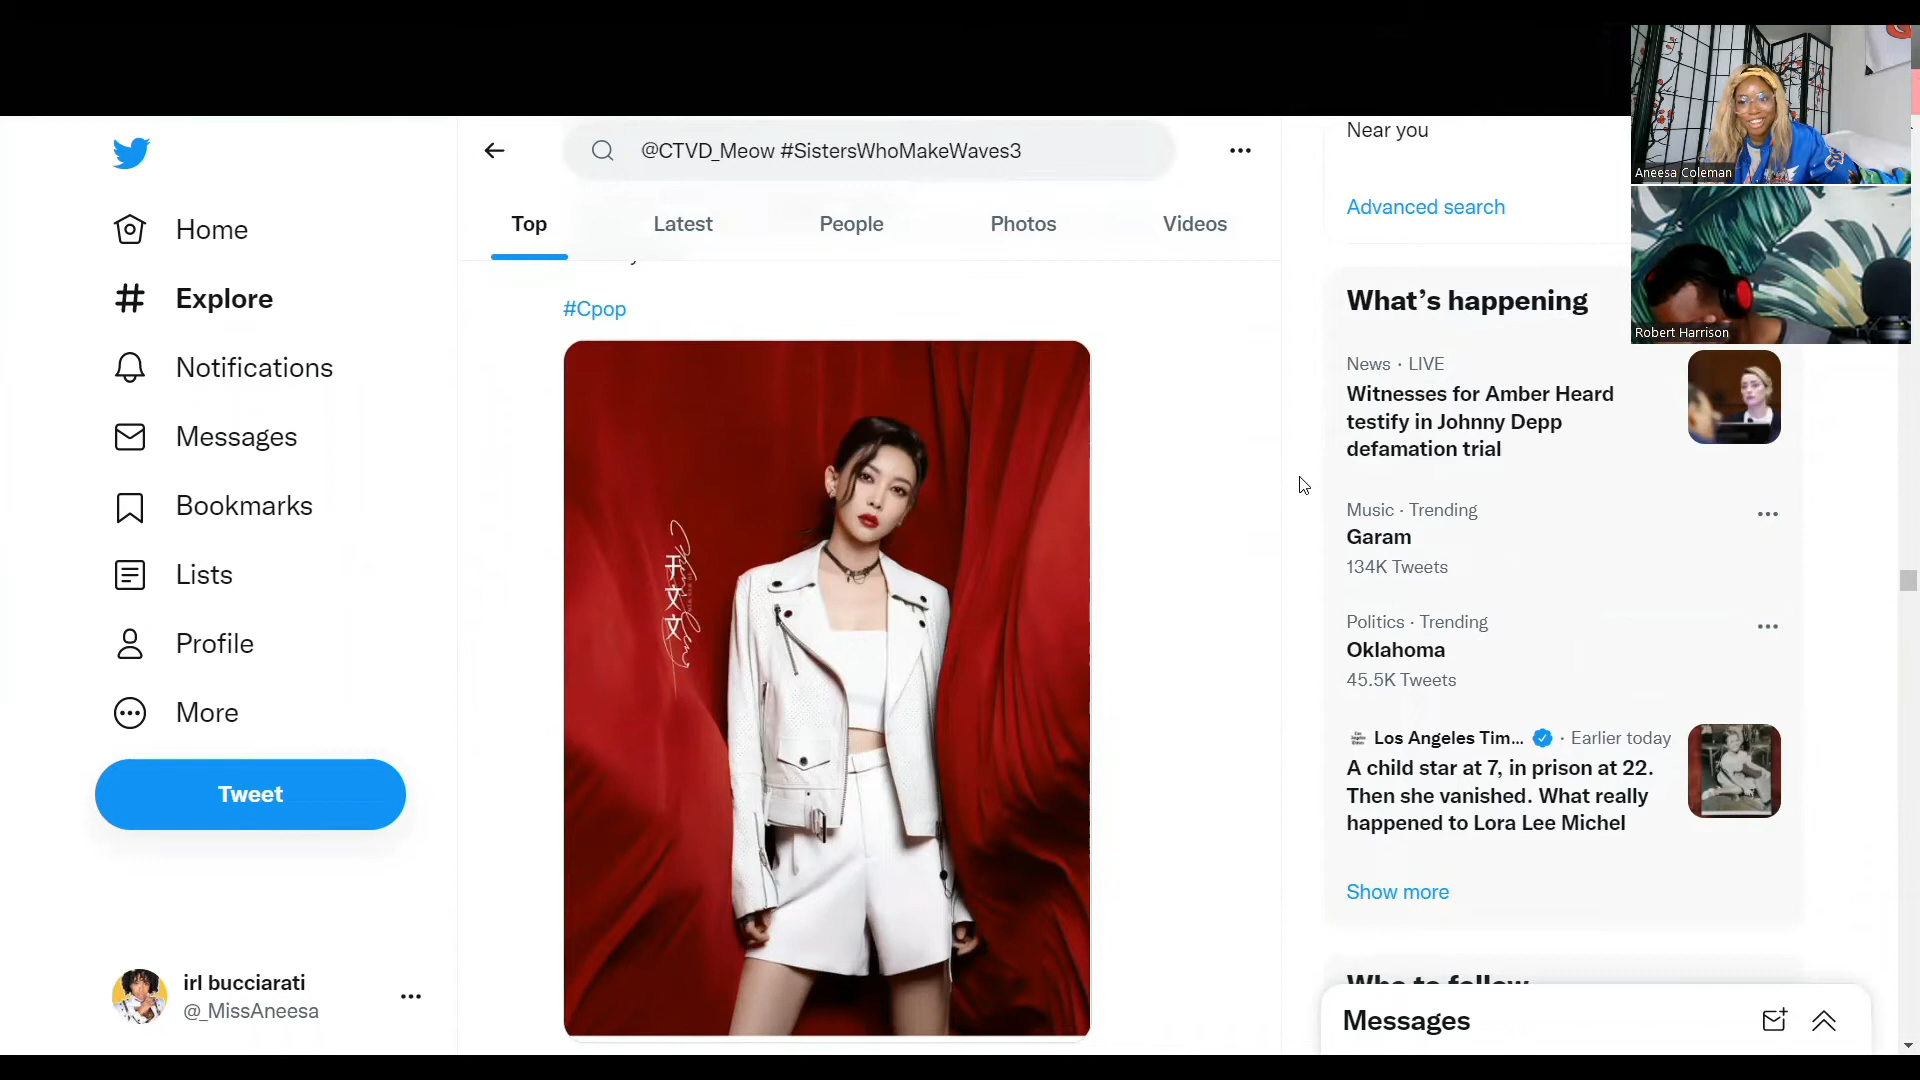 @CTVD_Meow #SistersWhoMakeWaves3
Top
Latest
People
Photos
Videos
Home
Explore
Notifications
Messages
Bookmarks
Lists
Profile
More
Tweet
irl bucciarati
@_MissAneesa
#Cpop
Near you
Advanced search
What’s happening
News · LIVE
Witnesses for Amber Heard
testify in Johnny Depp
defamation trial
Music · Trending
Garam
134K Tweets
Politics · Trending
Oklahoma
45.5K Tweets
Los Angeles Tim... · Earlier today
A child star at 7, in prison at 22.
Then she vanished. What really
happened to Lora Lee Michel
Show more
Who to follow
Messages
Aneesa Coleman
Robert Harrison